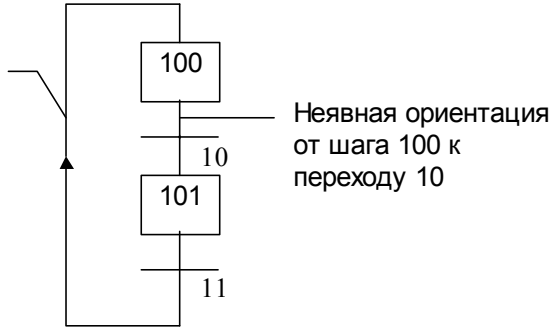 100
Неявная ориентация
от шага 100 к
переходу 10
10
101
11